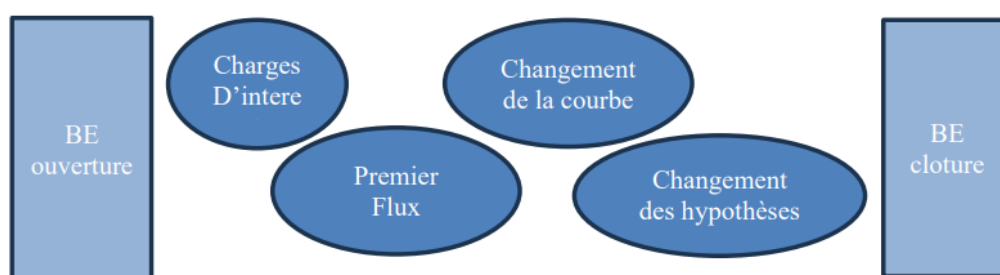 BE
ouverture
Charges
D'intere
Premier
Flux
Changement
de la courbe
Changement
des hypothèses
BE
cloture